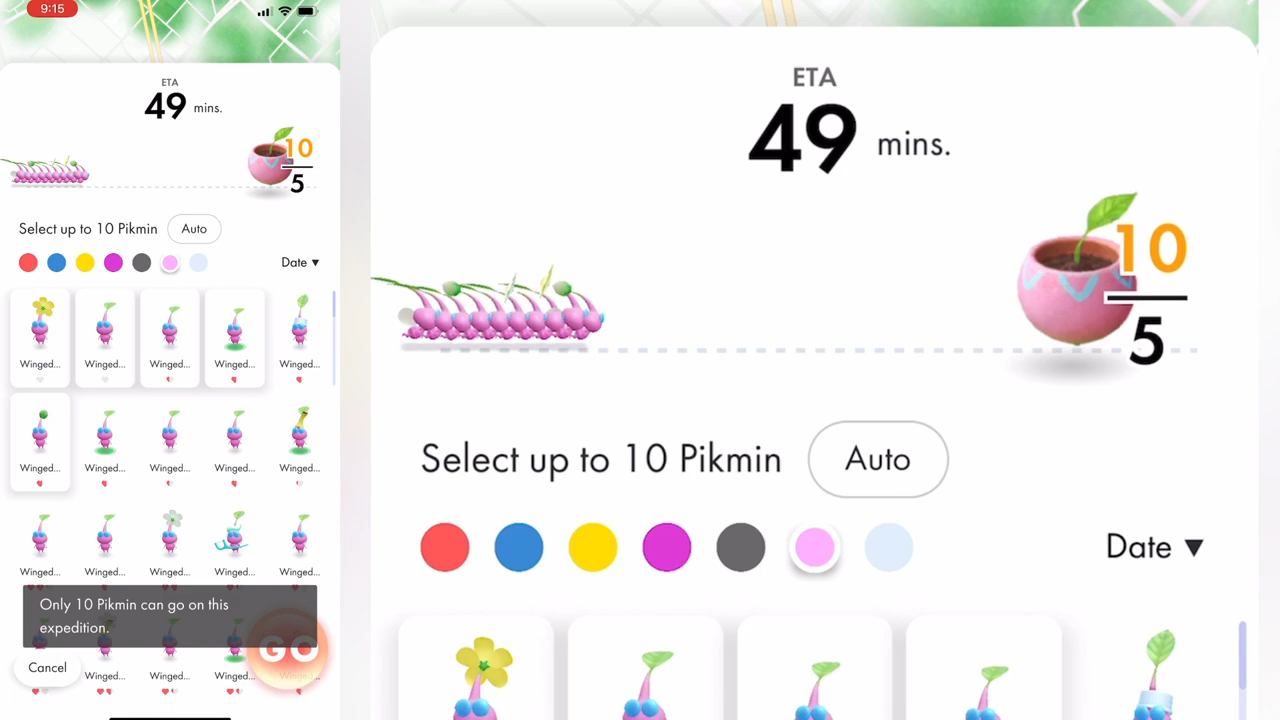 9:15
ETA
49 mins.
10
5
Select up to 10 Pikmin
Auto
Date ▼
Winged... Winged... Winged... Winged... Winged...
Winged... Winged... Winged... Winged... Winged...
Winged... Winged... Winged... Winged... Winged...
Only 10 Pikmin can go on this
expedition.
GO
Cancel
Winged... Winged... Winged... Winged...
ETA
49 mins.
10
5
Select up to 10 Pikmin
Auto
Date ▼